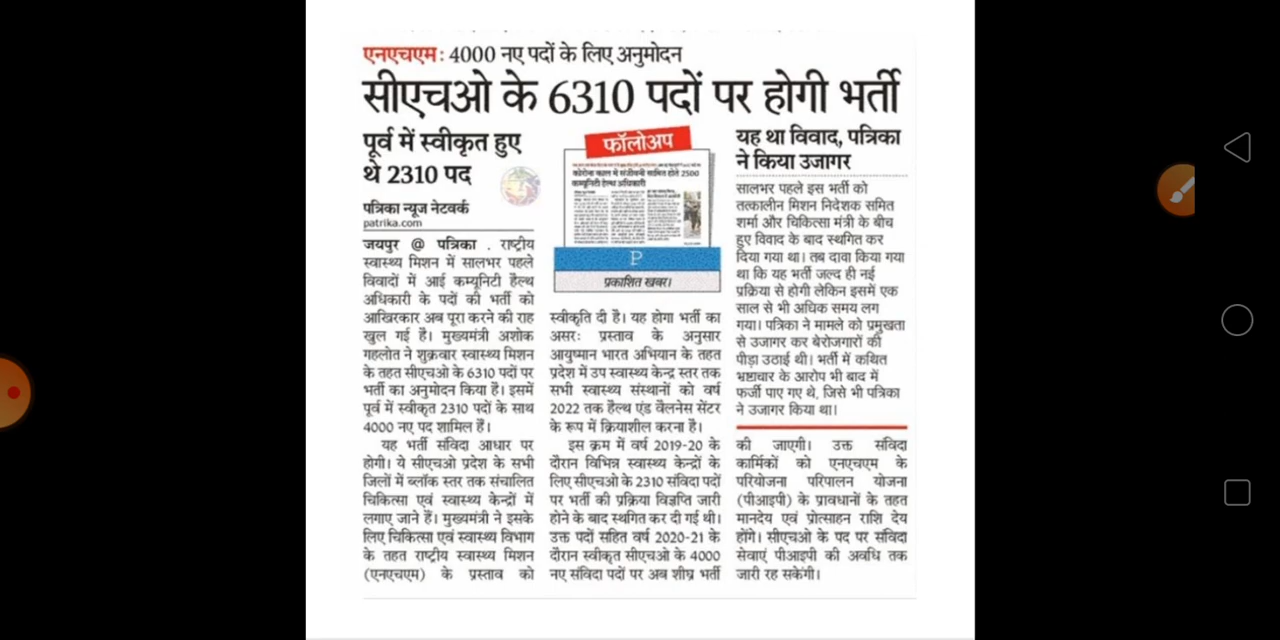 एनएचएम: 4000 नए पदों के लिए अनुमोदन
सीएचओ के 6310 पदों पर होगी भर्ती
पूर्व में स्वीकृत हुए
थे 2310 पद
पत्रिका न्यूज नेटवर्क
patrika.com
जयपुर @ पत्रिका . राष्ट्रीय
स्वास्थ्य मिशन में सालभर पहले
विवादों में आई कम्युनिटी हैल्थ
अधिकारी के पदों की भर्ती को
आखिरकार अब पूरा करने की राह
खुल गई है। मुख्यमंत्री अशोक
गहलोत ने शुक्रवार स्वास्थ्य मिशन
के तहत सीएचओ के 6310 पदों पर
भर्ती का अनुमोदन किया है। इसमें
पूर्व में स्वीकृत 2310 पदों के साथ
4000 नए पद शामिल हैं।
यह भर्ती संविदा आधार पर
होगी। ये सीएचओ प्रदेश के सभी
जिलों में ब्लॉक स्तर तक संचालित
चिकित्सा एवं स्वास्थ्य केन्द्रों में
लगाए जाने हैं। मुख्यमंत्री ने इसके
लिए चिकित्सा एवं स्वास्थ्य विभाग
के तहत राष्ट्रीय स्वास्थ्य मिशन
(एनएचएम) के प्रस्ताव को
फॉलोअप
कोरोना काल में संजीवनी साबित होते 2500
कम्युनिटी हेल्थ अधिकारी
P
प्रकाशित खबर।
स्वीकृति दी है। यह होगा भर्ती का
असर: प्रस्ताव के अनुसार
आयुष्मान भारत अभियान के तहत
प्रदेश में उप स्वास्थ्य केन्द्र स्तर तक
सभी स्वास्थ्य संस्थानों को वर्ष
2022 तक हैल्थ एंड वैलनेस सेंटर
के रूप में क्रियाशील करना है।
इस क्रम में वर्ष 2019-20 के
दौरान विभिन्न स्वास्थ्य केन्द्रों के
लिए सीएचओ के 2310 संविदा पदों
पर भर्ती की प्रक्रिया विज्ञप्ति जारी
होने के बाद स्थगित कर दी गई थी।
उक्त पदों सहित वर्ष 2020-21 के
दौरान स्वीकृत सीएचओ के 4000
नए संविदा पदों पर अब शीघ्र भर्ती
यह था विवाद, पत्रिका
ने किया उजागर
सालभर पहले इस भर्ती को
तत्कालीन मिशन निदेशक समित
शर्मा और चिकित्सा मंत्री के बीच
हुए विवाद के बाद स्थगित कर
दिया गया था। तब दावा किया गया
था कि यह भर्ती जल्द ही नई
प्रक्रिया से होगी लेकिन इसमें एक
साल से भी अधिक समय लग
गया। पत्रिका ने मामले को प्रमुखता
से उजागर कर बेरोजगारों की
पीड़ा उठाई थी। भर्ती में कथित
भ्रष्टाचार के आरोप भी बाद में
फर्जी पाए गए थे, जिसे भी पत्रिका
ने उजागर किया था।
की जाएगी। उक्त संविदा
कार्मिकों को एनएचएम के
परियोजना परिपालन योजना
(पीआइपी) के प्रावधानों के तहत
मानदेय एवं प्रोत्साहन राशि देय
होंगे। सीएचओ के पद पर संविदा
सेवाएं पीआइपी की अवधि तक
जारी रह सकेंगी।